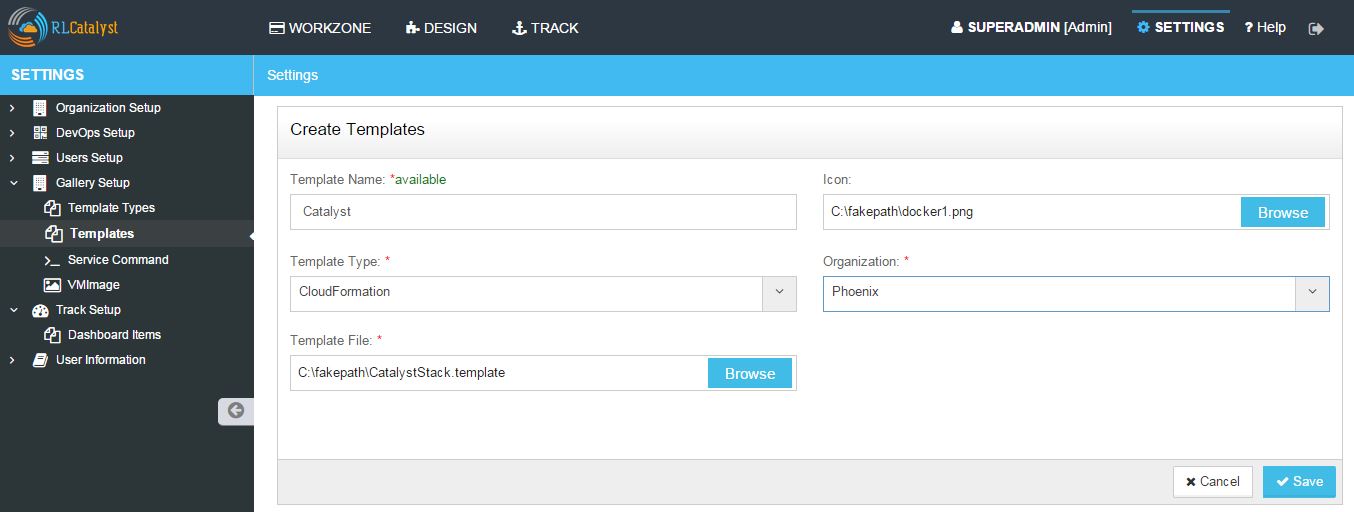 RLCatalyst
WORKZONE
DESIGN
TRACK
SUPERADMIN [Admin]
SETTINGS
? Help
SETTINGS
Settings
Organization Setup
DevOps Setup
Users Setup
Gallery Setup
Template Types
Templates
Service Command
VMImage
Track Setup
Dashboard Items
User Information
Create Templates
Template Name: *available
Catalyst
Icon:
C:\fakepath\docker1.png
Browse
Template Type: *
CloudFormation
Organization: *
Phoenix
Template File: *
C:\fakepath\CatalystStack.template
Browse
Cancel
Save